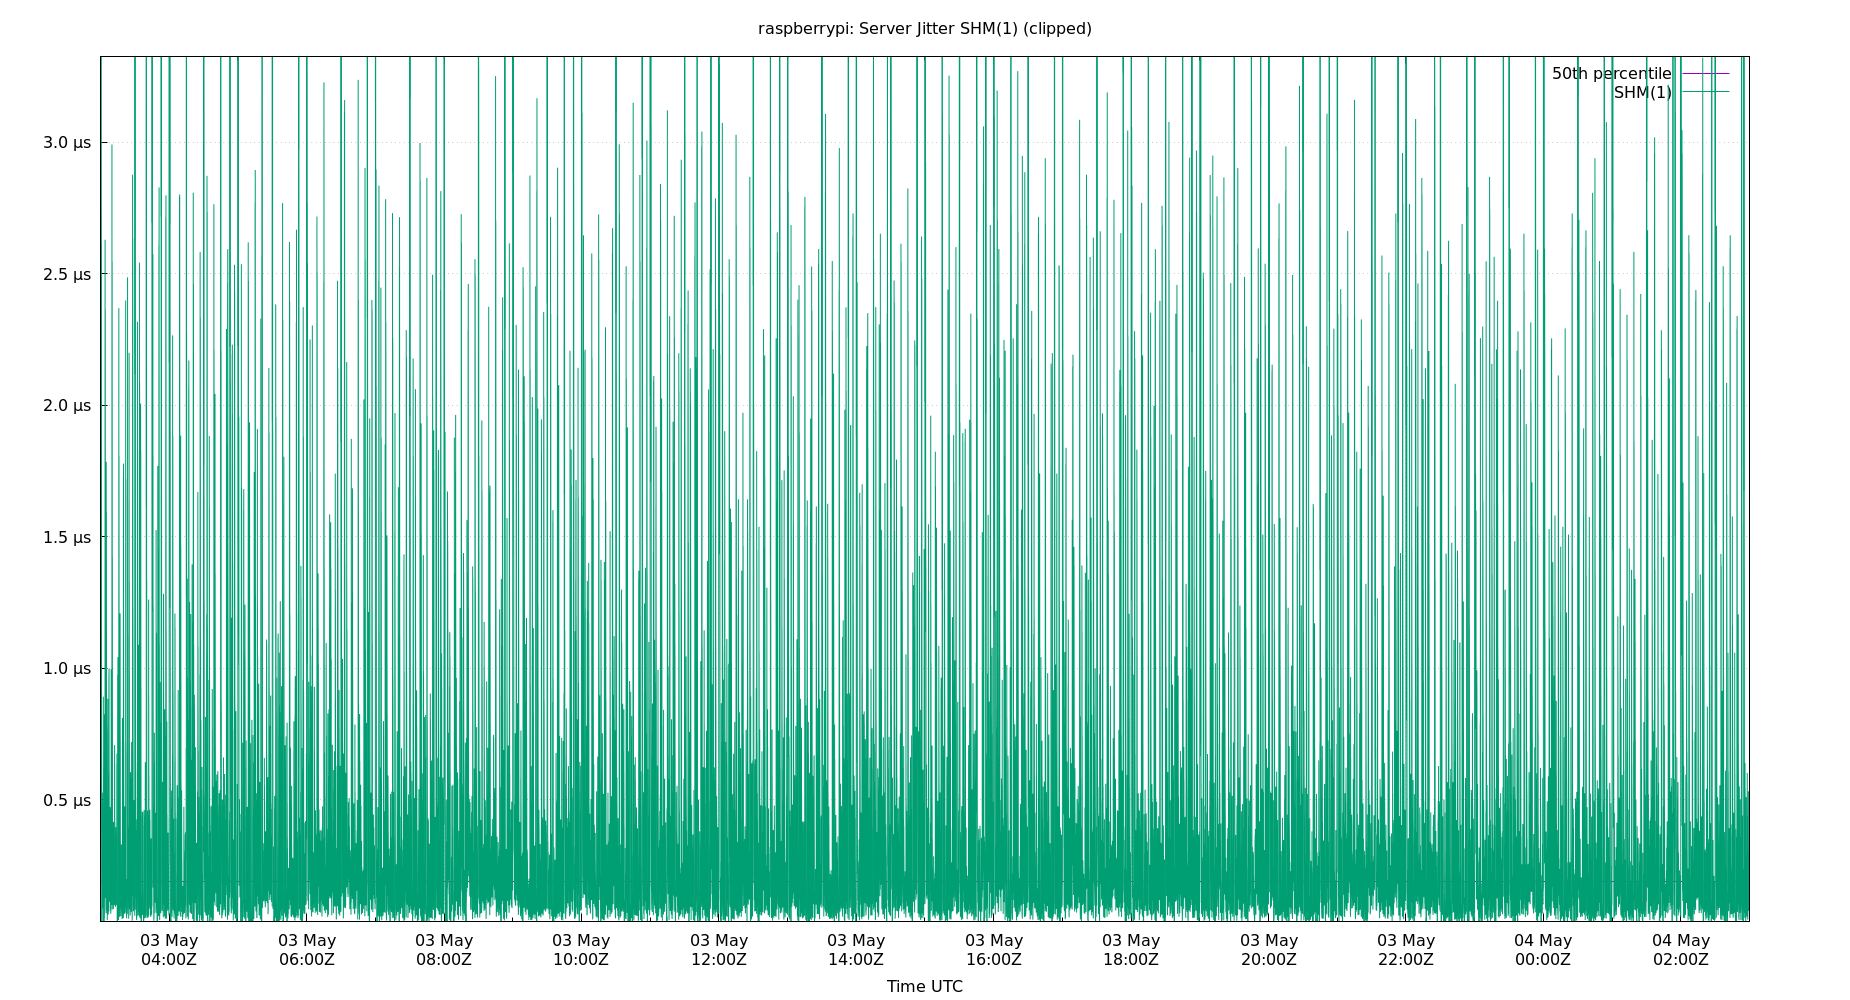 raspberrypi: Server Jitter SHM(1) (clipped)
50th percentile
SHM(1)
3.0 μs
2.5 μs
2.0 μs
1.5 μs
1.0 μs
0.5 μs
03 May 03 May 03 May 03 May 03 May 03 May 03 May 03 May 03 May 03 May 04 May 04 May
04:00Z 06:00Z 08:00Z 10:00Z 12:00Z 14:00Z 16:00Z 18:00Z 20:00Z 22:00Z 00:00Z 02:00Z
Time UTC